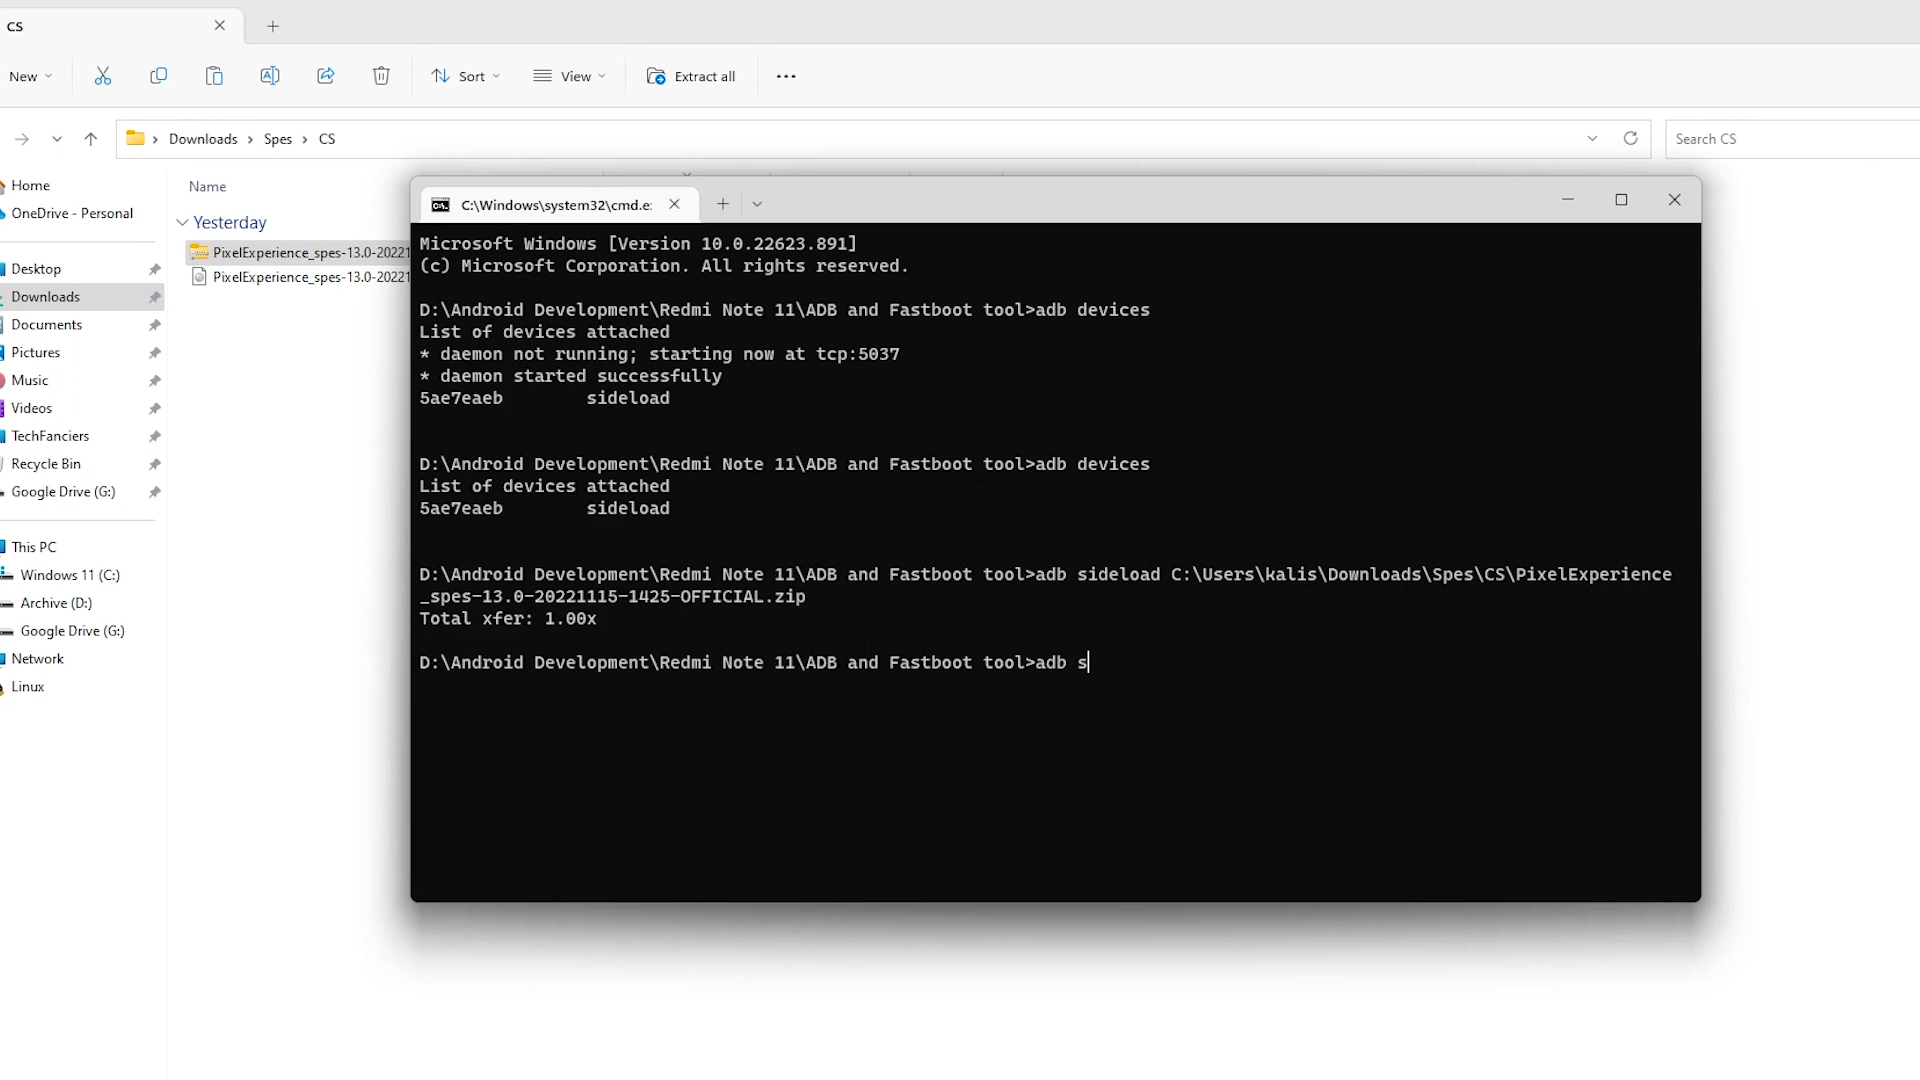 CS
New
Sort
View
Extract all
Downloads > Spes > CS
Search CS
Home
OneDrive - Personal
Desktop
Downloads
Documents
Pictures
Music
Videos
TechFanciers
Recycle Bin
Google Drive (G:)
This PC
Windows 11 (C:)
Archive (D:)
Google Drive (G:)
Network
Linux
Name
Yesterday
PixelExperience_spes-13.0-20221
PixelExperience_spes-13.0-20221
C:\Windows\system32\cmd.e
Microsoft Windows [Version 10.0.22623.891]
(c) Microsoft Corporation. All rights reserved.
D:\Android Development\Redmi Note 11\ADB and Fastboot tool>adb devices
List of devices attached
* daemon not running; starting now at tcp:5037
* daemon started successfully
5ae7eaeb sideload
D:\Android Development\Redmi Note 11\ADB and Fastboot tool>adb devices
List of devices attached
5ae7eaeb sideload
D:\Android Development\Redmi Note 11\ADB and Fastboot tool>adb sideload C:\Users\kalis\Downloads\Spes\CS\PixelExperience
_spes-13.0-20221115-1425-OFFICIAL.zip
Total xfer: 1.00x
D:\Android Development\Redmi Note 11\ADB and Fastboot tool>adb s